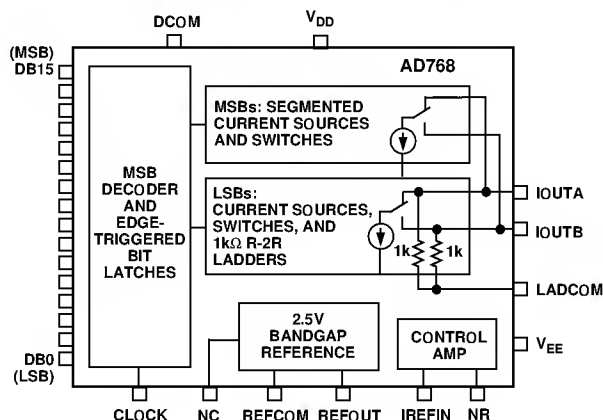 DCOM
VDD
(MSB)
DB15
AD768
MSBs: SEGMENTED
CURRENT SOURCES
AND SWITCHES
MSB
DECODER
AND
EDGE-
TRIGGERED
BIT
LATCHES
LSBs:
CURRENT SOURCES,
SWITCHES, AND
1kΩ R-2R
LADDERS
1k
1k
IOUTA
IOUTB
LADCOM
2.5V
BANDGAP
REFERENCE
CONTROL
AMP
VEE
DB0
(LSB)
CLOCK
NC
REFCOM
REFOUT
IREFIN
NR